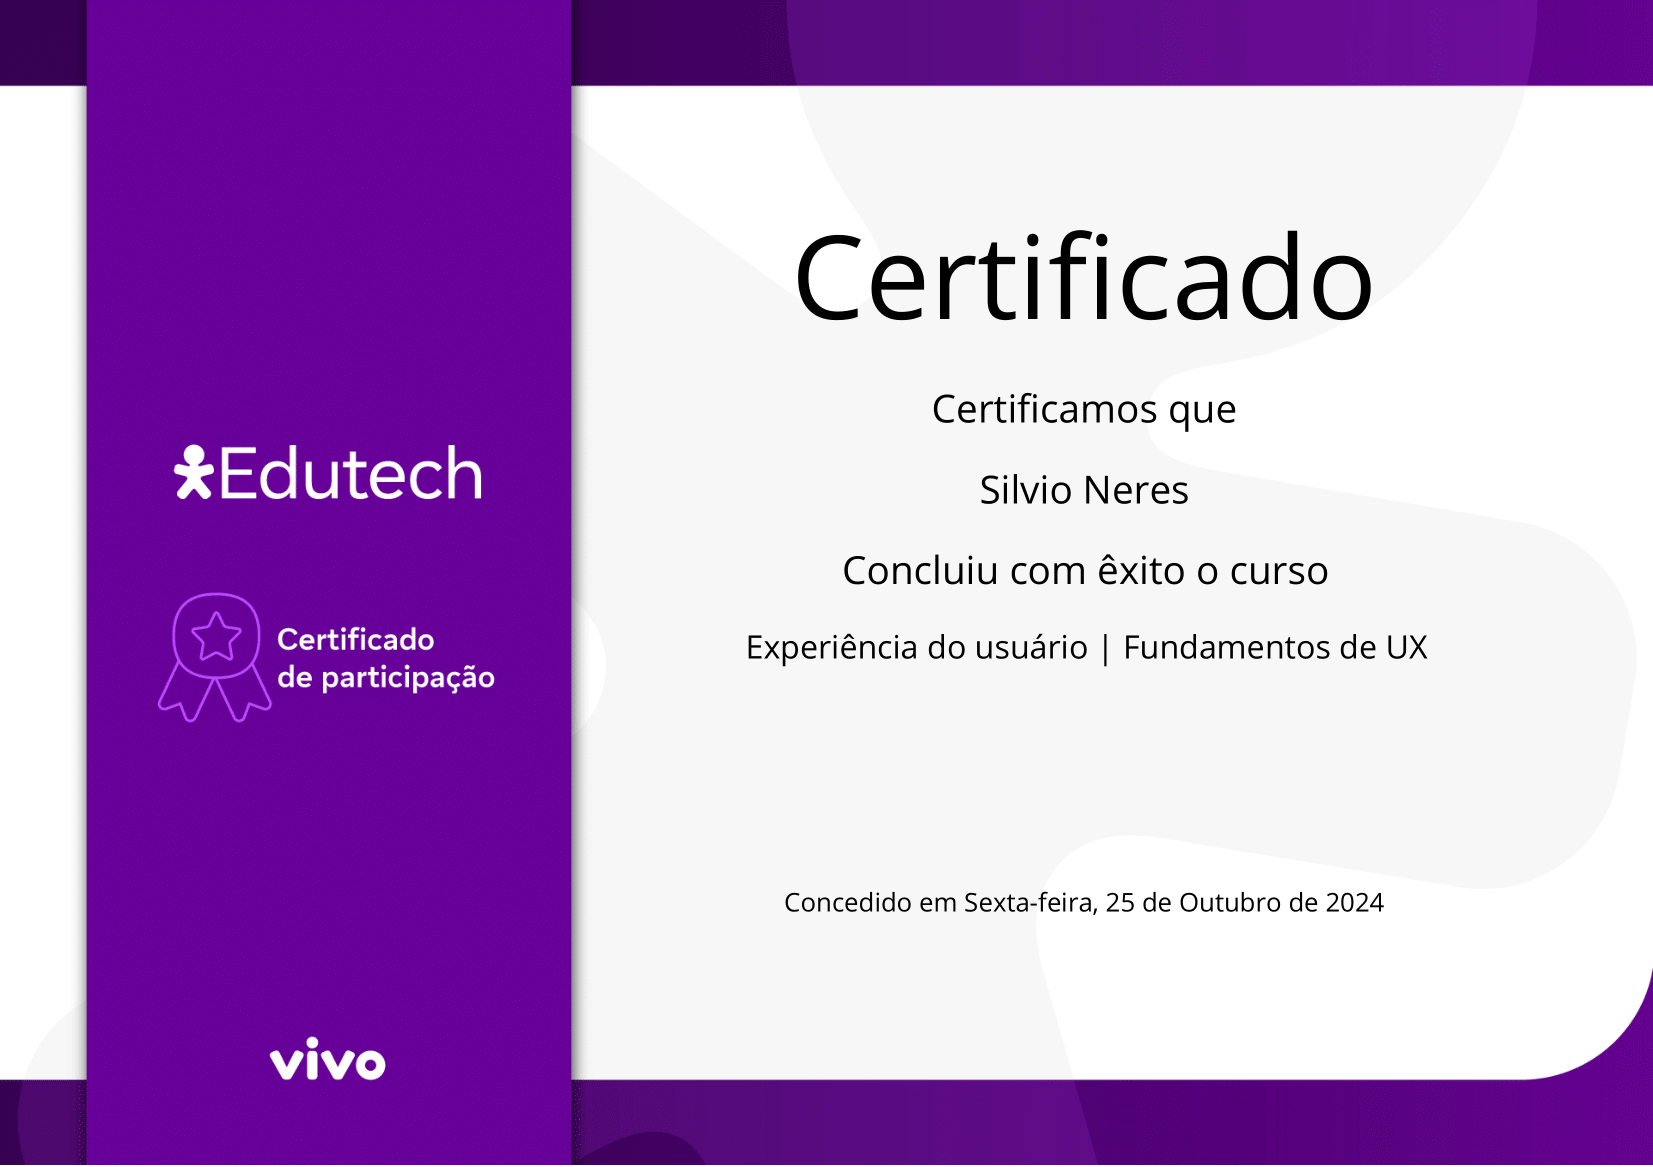 Edutech
Certificado
de participação
vivo
Certificado
Certificamos que
Silvio Neres
Concluiu com êxito o curso
Experiência do usuário | Fundamentos de UX
Concedido em Sexta-feira, 25 de Outubro de 2024